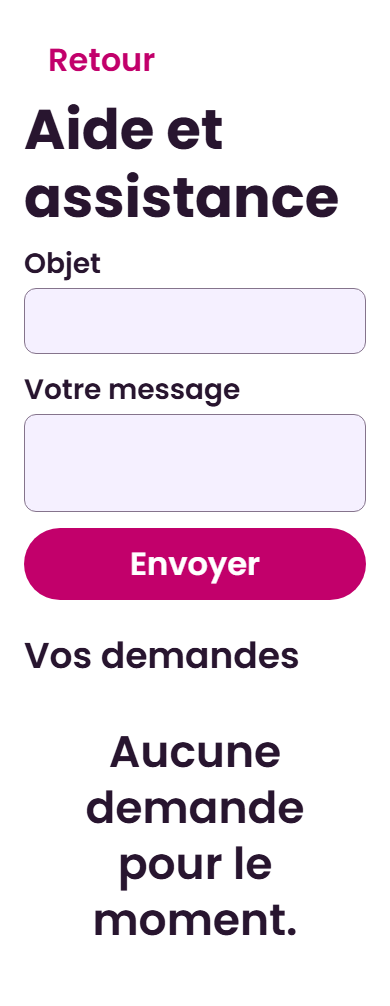 Retour
Aide et
assistance
Objet
Votre message
Envoyer
Vos demandes
Aucune
demande
pour le
moment.